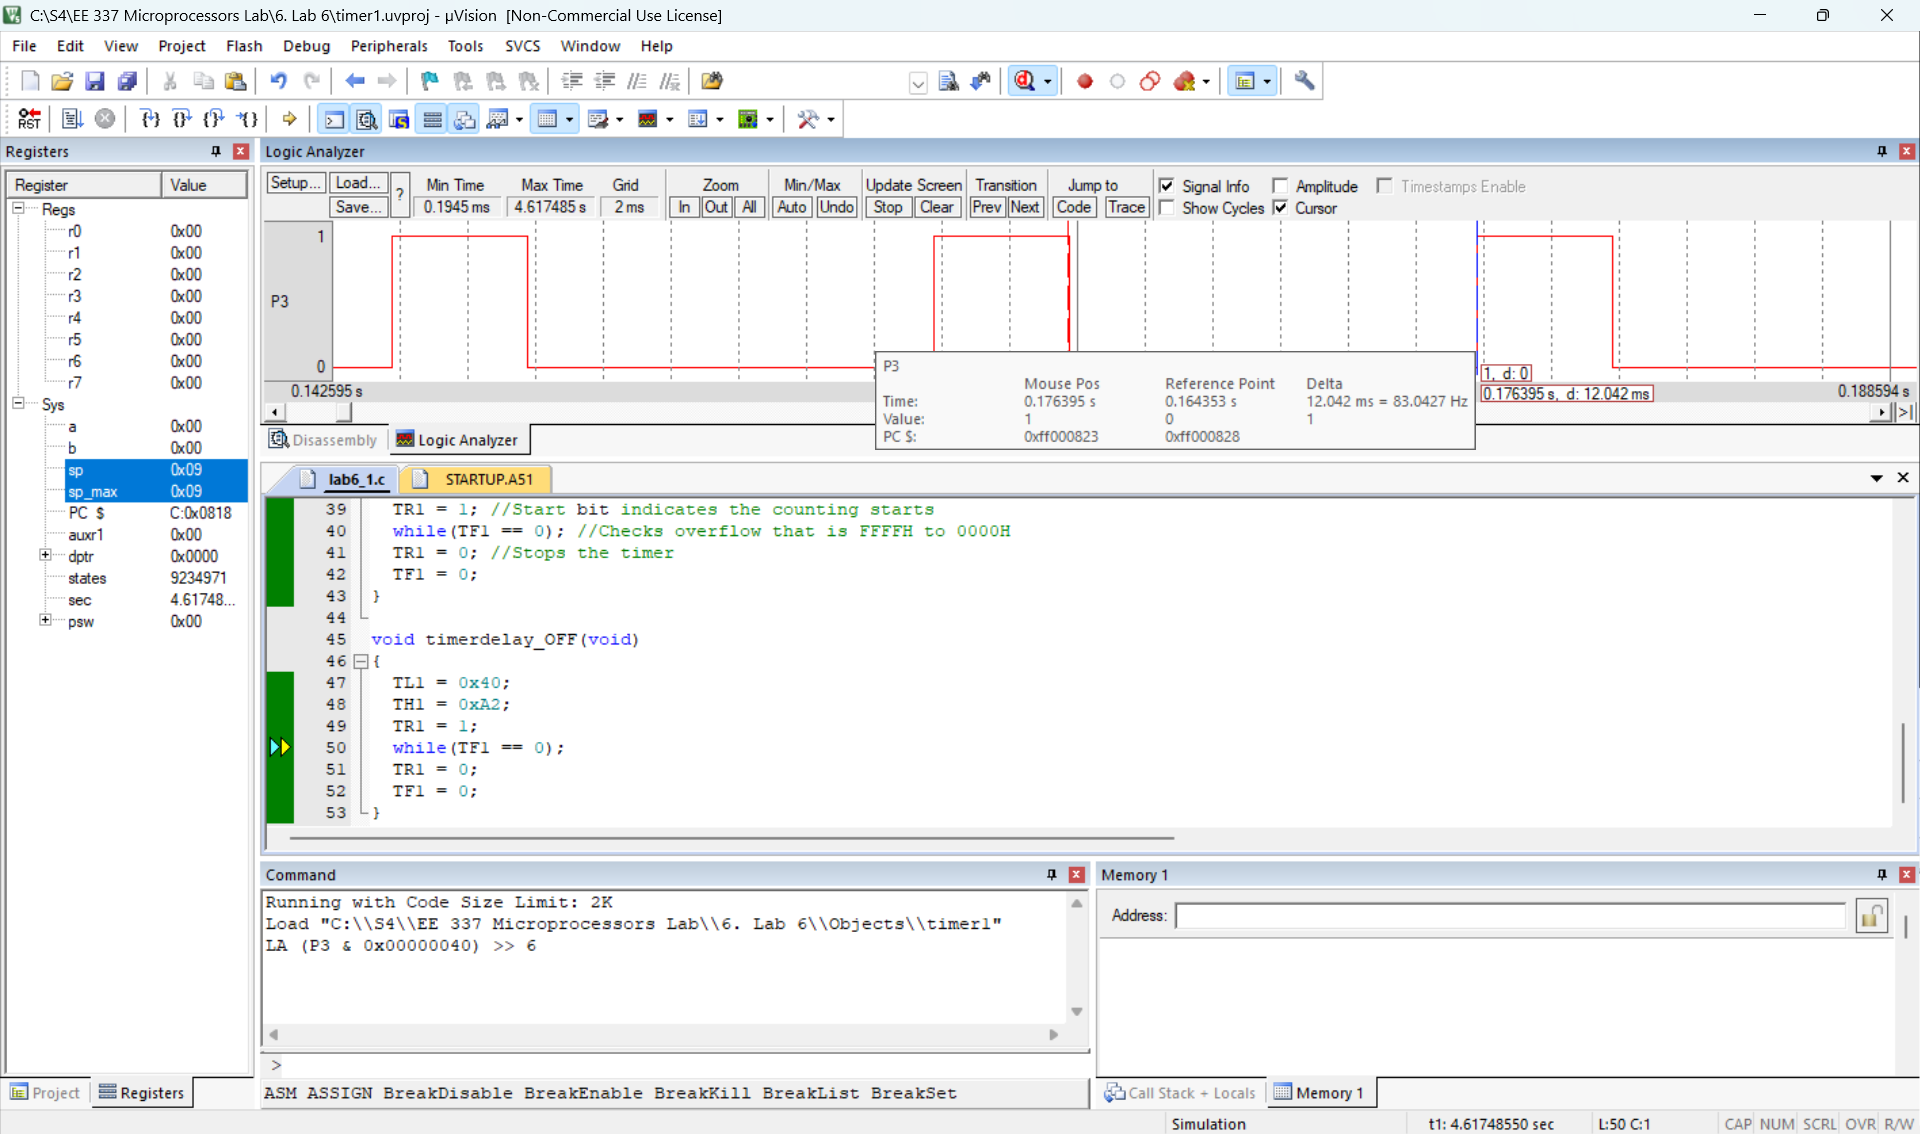 C:\S4\EE 337 Microprocessors Lab\6. Lab 6\timer1.uvproj - µVision  [Non-Commercial Use License]
File Edit View Project Flash Debug Peripherals Tools SVCS Window Help
RST
Registers
Register Value
Regs
r0 0x00
r1 0x00
r2 0x00
r3 0x00
r4 0x00
r5 0x00
r6 0x00
r7 0x00
Sys
a 0x00
b 0x00
sp 0x09
sp_max 0x09
PC $ C:0x0818
auxr1 0x00
dptr 0x0000
states 9234971
sec 4.61748...
psw 0x00
Project Registers
Logic Analyzer
Setup... Load... ? Min Time Max Time Grid Zoom Min/Max Update Screen Transition Jump to Signal Info Amplitude Timestamps Enable
Save... 0.1945 ms 4.617485 s 2 ms In Out All Auto Undo Stop Clear Prev Next Code Trace Show Cycles Cursor
1
P3
0
0.142595 s
P3
Mouse Pos Reference Point Delta
Time: 0.176395 s 0.164353 s 12.042 ms = 83.0427 Hz
Value: 1 0 1
PC $: 0xff000823 0xff000828
1, d: 0
0.176395 s, d: 12.042 ms
0.188594 s
Disassembly Logic Analyzer
lab6_1.c STARTUP.A51
39 TR1 = 1; //Start bit indicates the counting starts
40 while(TF1 == 0); //Checks overflow that is FFFFH to 0000H
41 TR1 = 0; //Stops the timer
42 TF1 = 0;
43 }
44
45 void timerdelay_OFF(void)
46 {
47 TL1 = 0x40;
48 TH1 = 0xA2;
49 TR1 = 1;
50 while(TF1 == 0);
51 TR1 = 0;
52 TF1 = 0;
53 }
Command
Running with Code Size Limit: 2K
Load "C:\\S4\\EE 337 Microprocessors Lab\\6. Lab 6\\Objects\\timer1"
LA (P3 & 0x00000040) >> 6
>
ASM ASSIGN BreakDisable BreakEnable BreakKill BreakList BreakSet
Memory 1
Address:
Call Stack + Locals Memory 1
Simulation t1: 4.61748550 sec L:50 C:1 CAP NUM SCRL OVR R/W